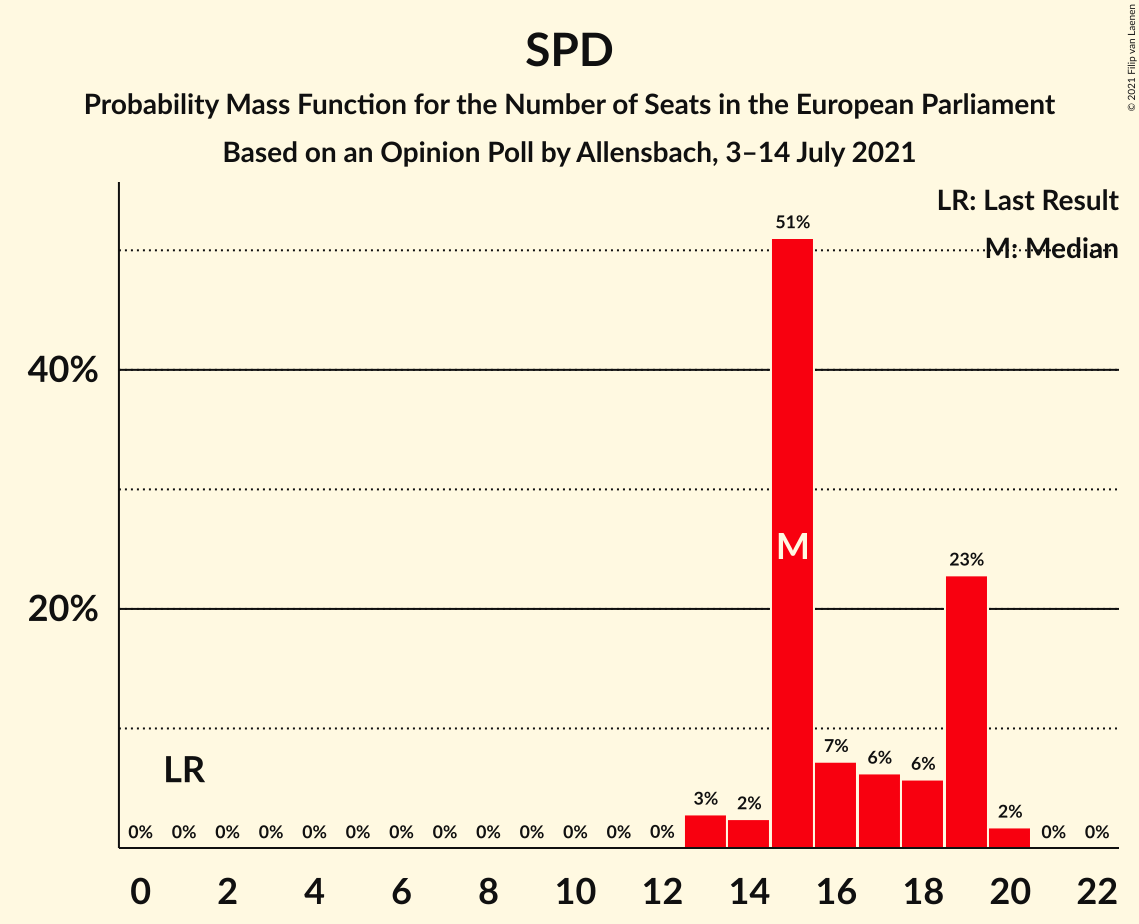 SPD
Probability Mass Function for the Number of Seats in the European Parliament
Based on an Opinion Poll by Allensbach, 3–14 July 2021
© 2021 Filip van Laenen
LR: Last Result
M: Median
40%
20%
51%
M
23%
LR
0% 0% 0% 0% 0% 0% 0% 0% 0% 0% 0% 0% 0% 3% 2% 7% 6% 6% 2% 0% 0%
0 2 4 6 8 10 12 14 16 18 20 22